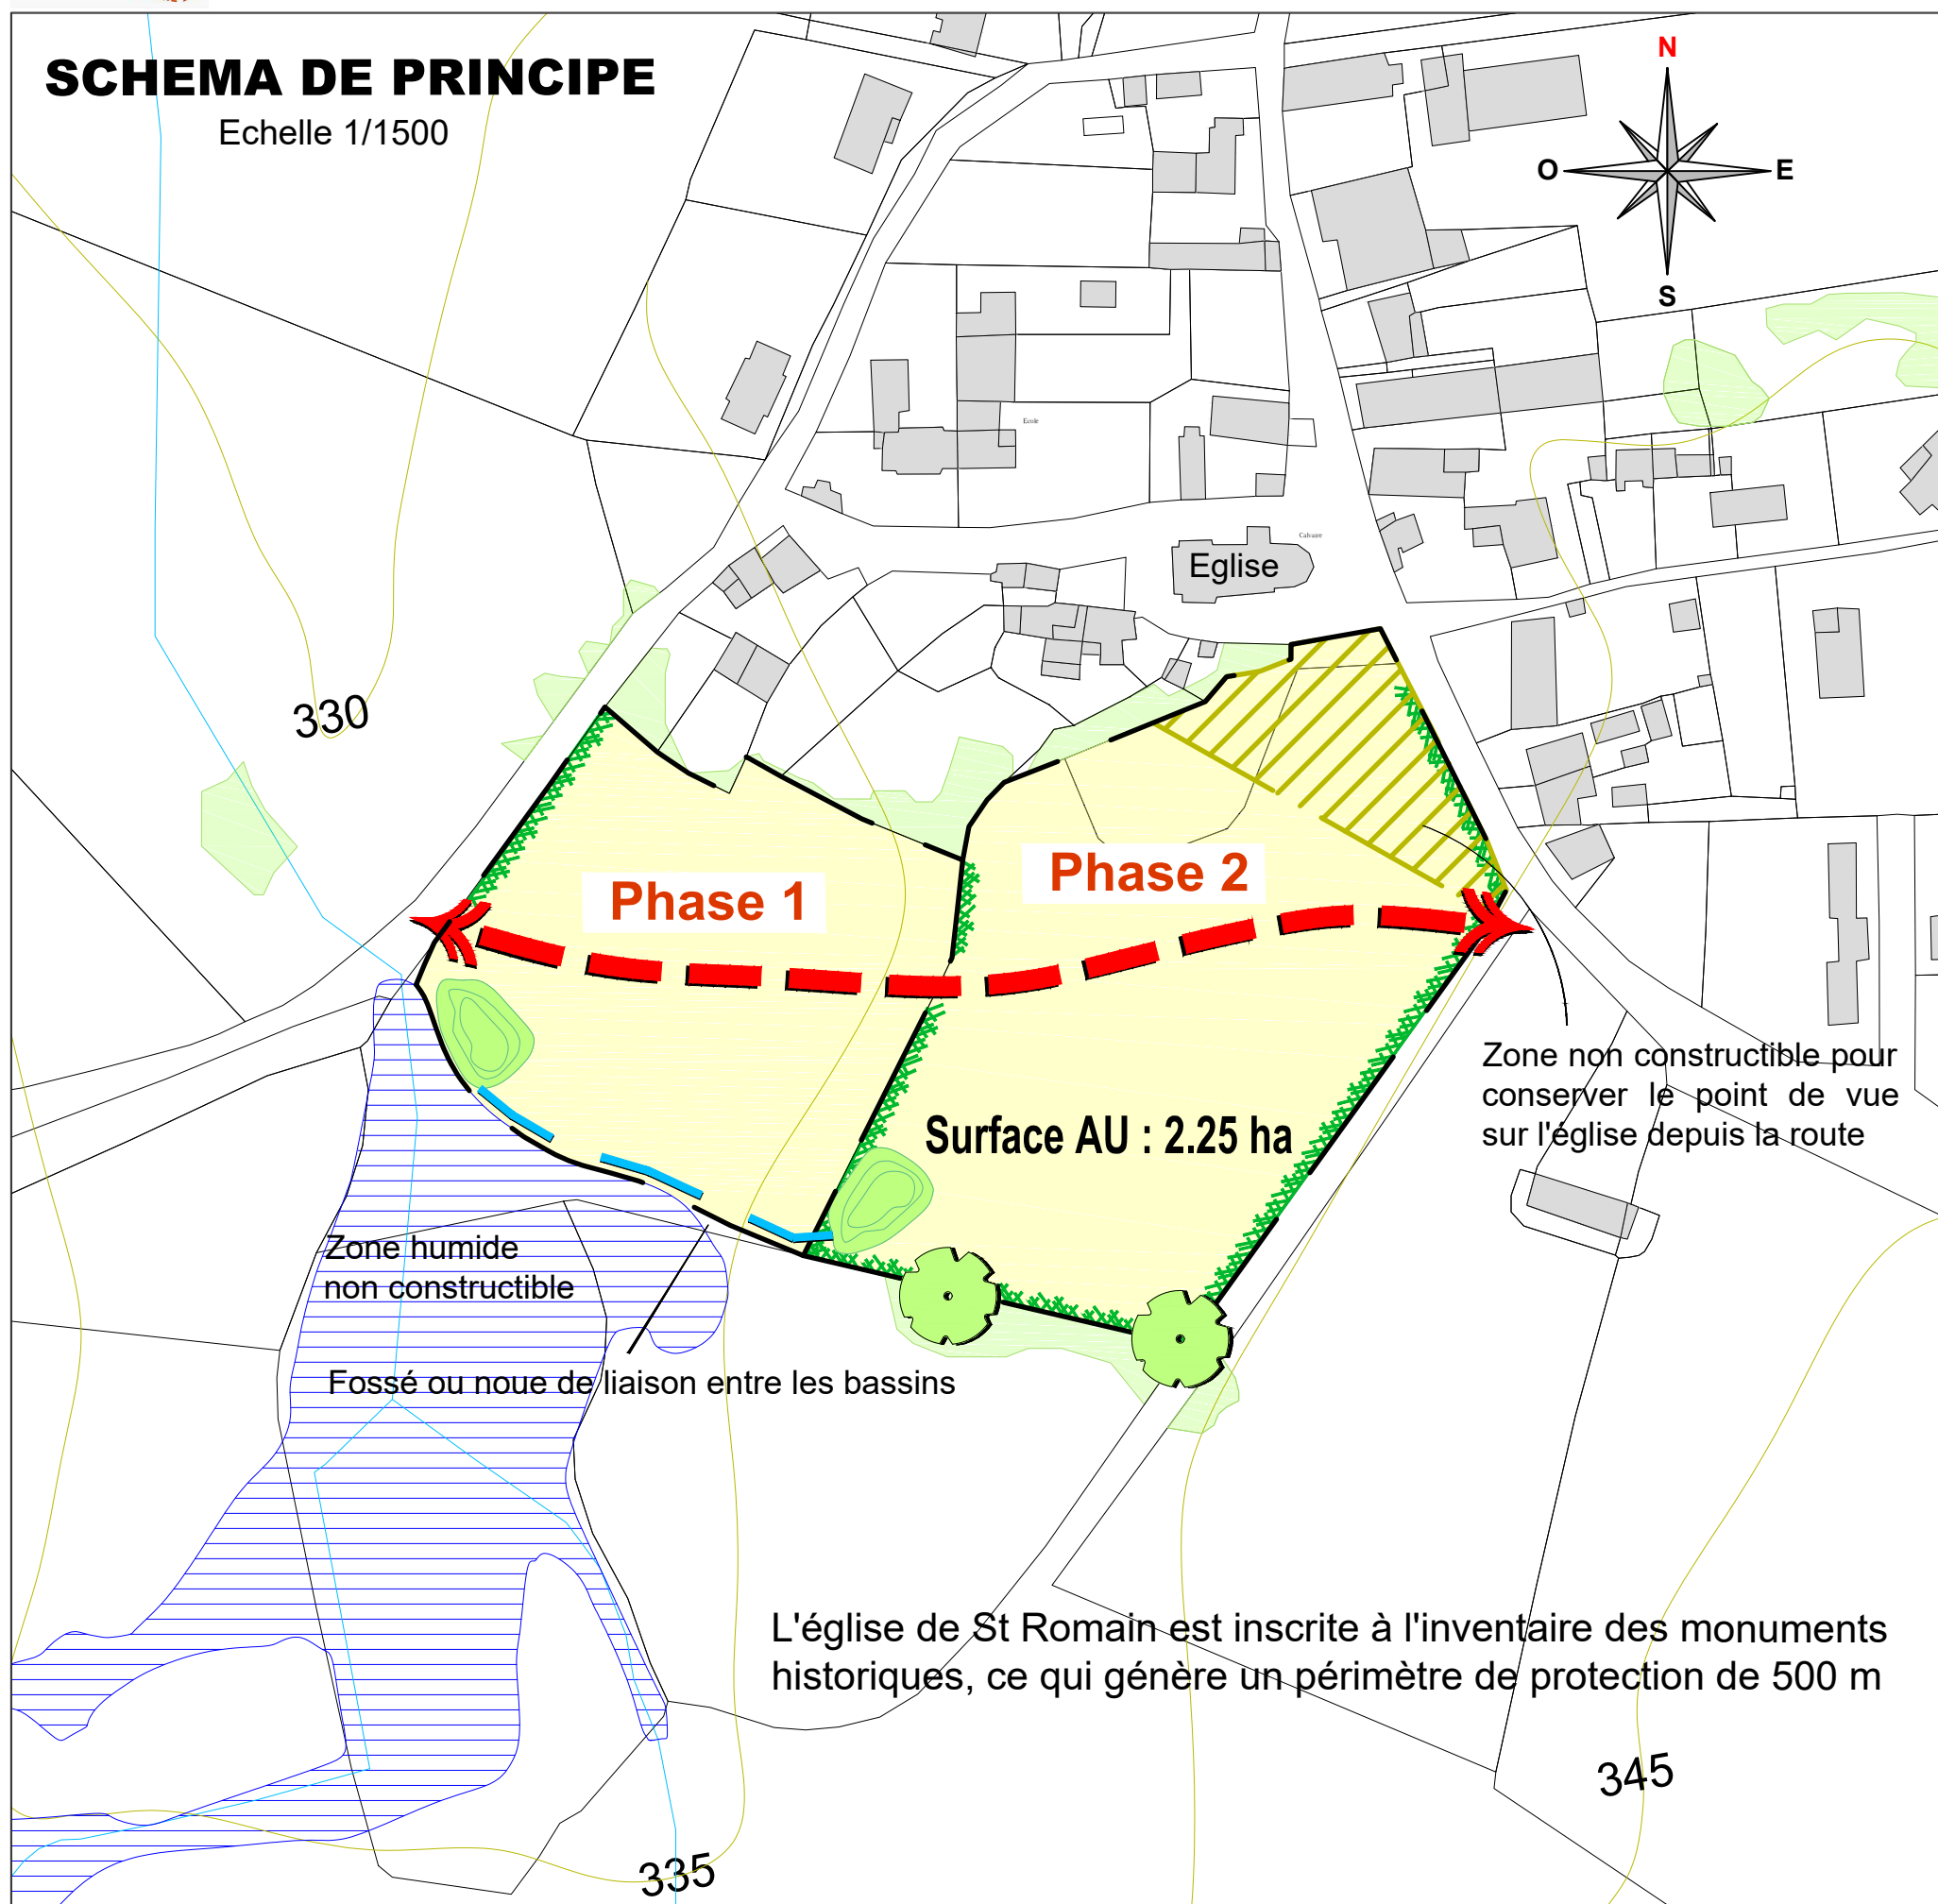 SCHEMA DE PRINCIPE
Echelle 1/1500
N
O
E
S
Ecole
Calvaire
Eglise
330
Phase 1
Phase 2
Surface AU : 2.25 ha
Zone non constructible pour
conserver le point de vue
sur l'église depuis la route
Zone humide
non constructible
Fossé ou noue de liaison entre les bassins
L'église de St Romain est inscrite à l'inventaire des monuments
historiques, ce qui génère un périmètre de protection de 500 m
345
335